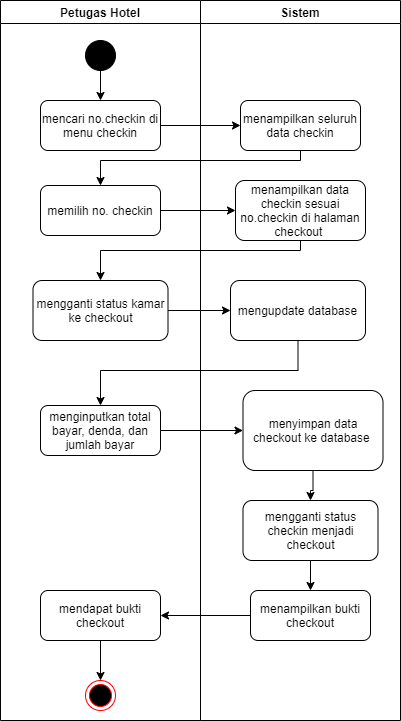 Petugas Hotel
Sistem
mencari no.checkin di
menu checkin
menampilkan seluruh
data checkin
memilih no. checkin
menampilkan data
checkin sesuai
no.checkin di halaman
checkout
mengganti status kamar
ke checkout
mengupdate database
menginputkan total
bayar, denda, dan
jumlah bayar
menyimpan data
checkout ke database
mengganti status
checkin menjadi
checkout
menampilkan bukti
checkout
mendapat bukti
checkout